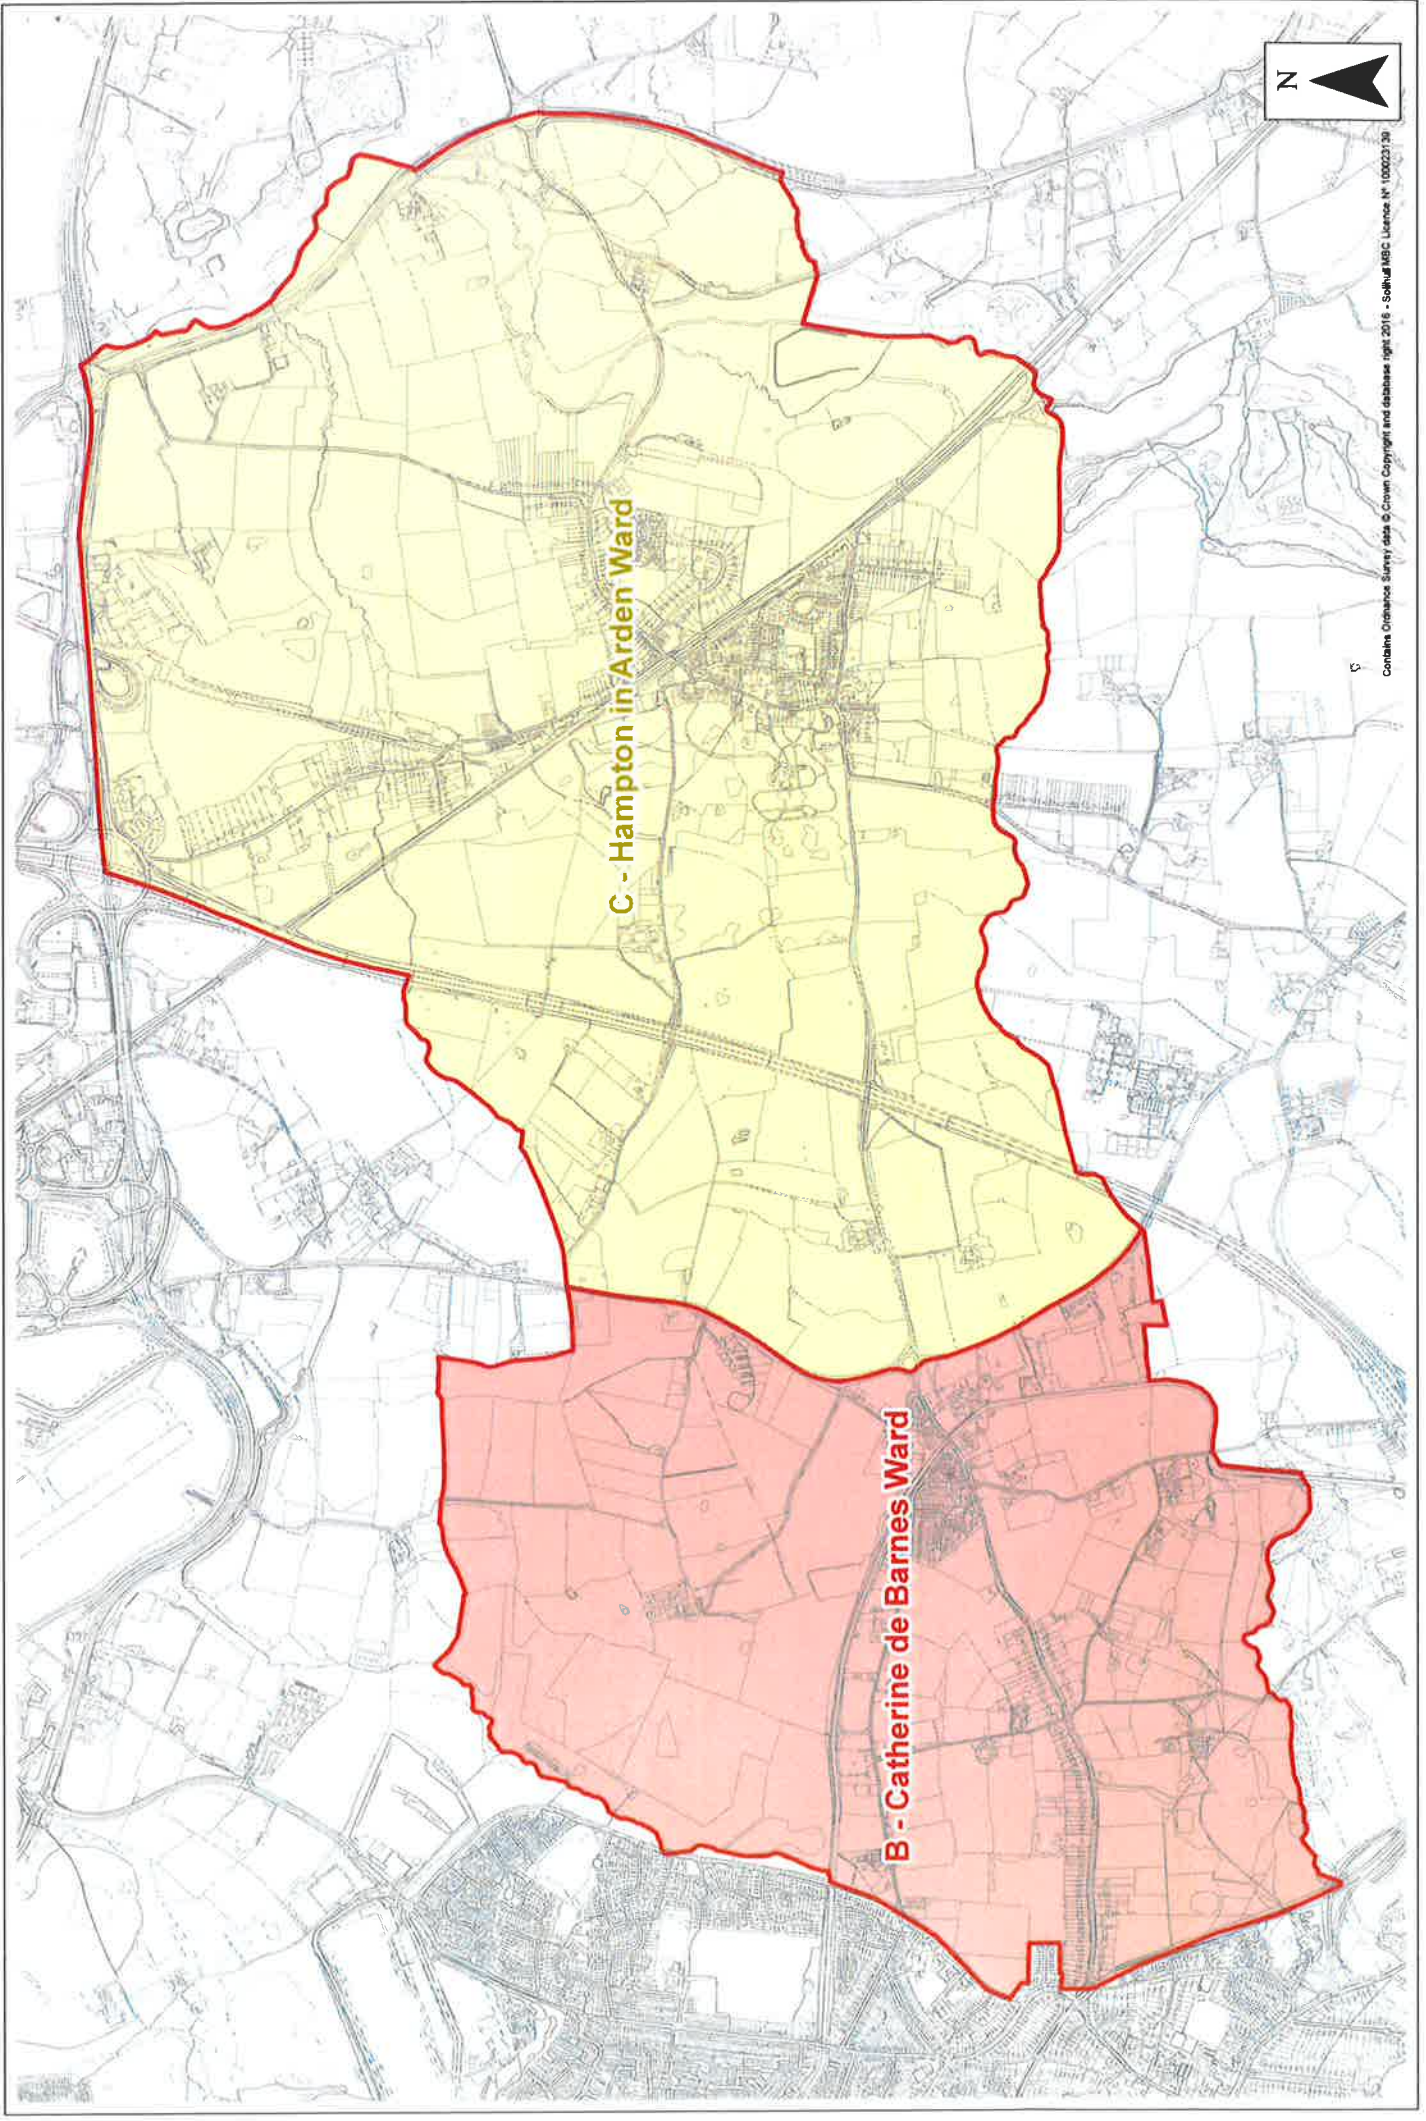 N
C - Hampton in Arden Ward
B - Catherine de Barnes Ward
Contains Ordnance Survey data © Crown Copyright and database right 2016 - Solihull MBC Licence Nº 100023139